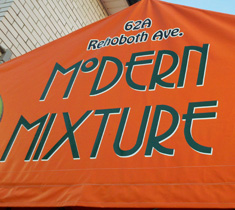 62A
Rehoboth Ave.
MODERN
MIXTURE